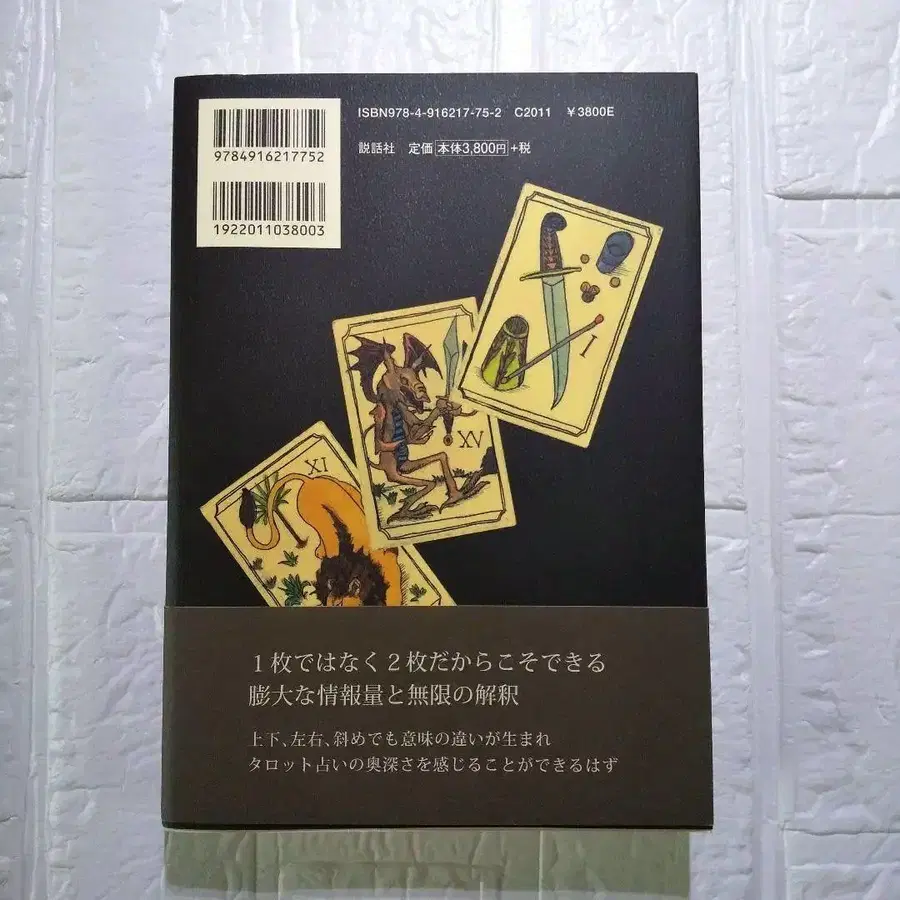 ISBN978-4-916217-75-2 C2011 ￥3800E
9784916217752
説話社 定価 本体3,800円+税
1922011038003
I
XV
XI
１枚ではなく２枚だからこそできる
膨大な情報量と無限の解釈
上下、左右、斜めでも意味の違いが生まれ
タロット占いの奥深さを感じることができるはず